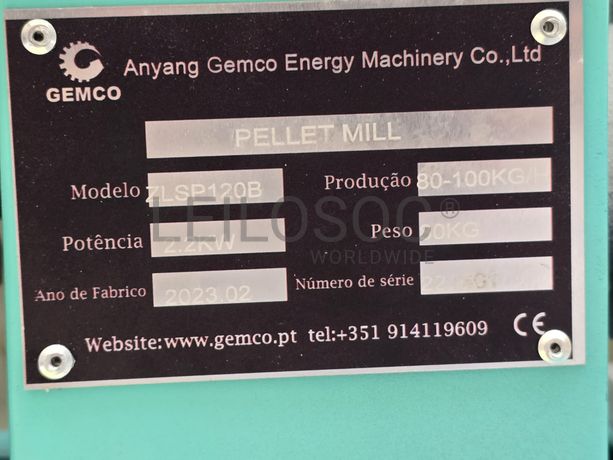 GEMCO
Anyang Gemco Energy Machinery Co.,Ltd
PELLET MILL
Modelo ZLSP120B Produção 80-100KG/H
LEILOSOC®
WORLDWIDE
Potência 2.2KW Peso
Ano de Fabrico 2023.02 Número de série
Website:www.gemco.pt tel:+351 914119609 CE